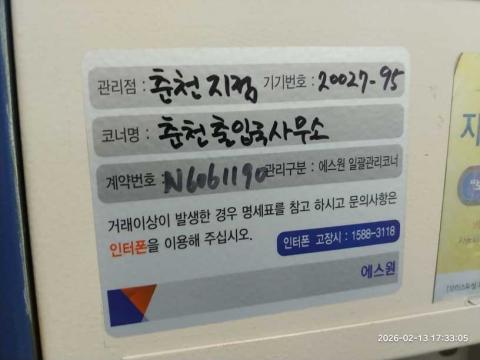 관리점 : 춘천지점 기기번호 : 20027-95
코너명 : 춘천출입국사무소
계약번호 N6061190 관리구분 : 에스원 일괄관리코너
거래이상이 발생한 경우 명세표를 참고 하시고 문의사항은
인터폰을 이용해 주십시오.
인터폰 고장시 : 1588-3118
에스원
2026-02-13 17:33:05